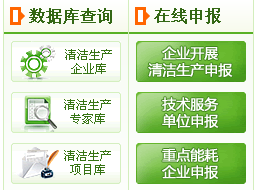 数据库查询
清洁生产
企业库
清洁生产
专家库
清洁生产
项目库
在线申报
企业开展
清洁生产申报
技术服务
单位申报
重点能耗
企业申报